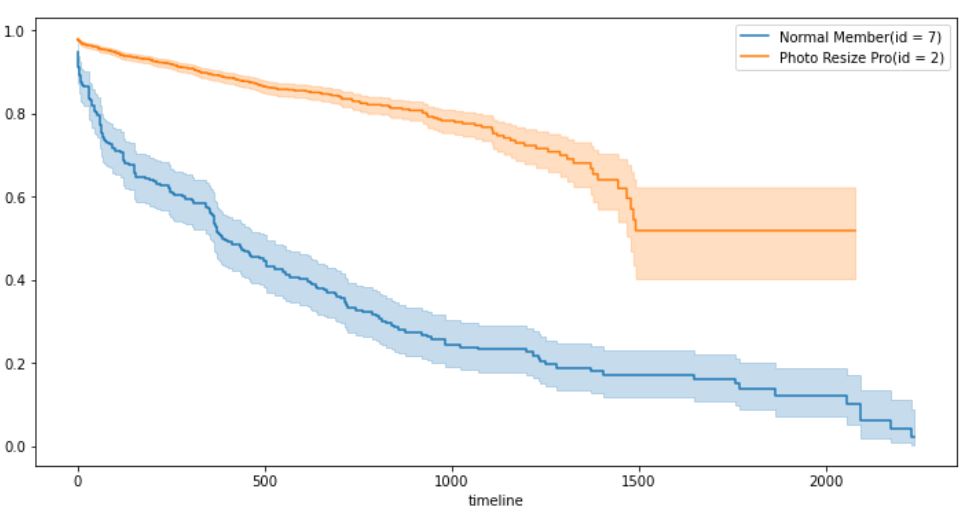 1.0
0.8
0.6
0.4
0.2
0.0
Normal Member(id = 7)
Photo Resize Pro(id = 2)
0 500 1000 1500 2000
timeline